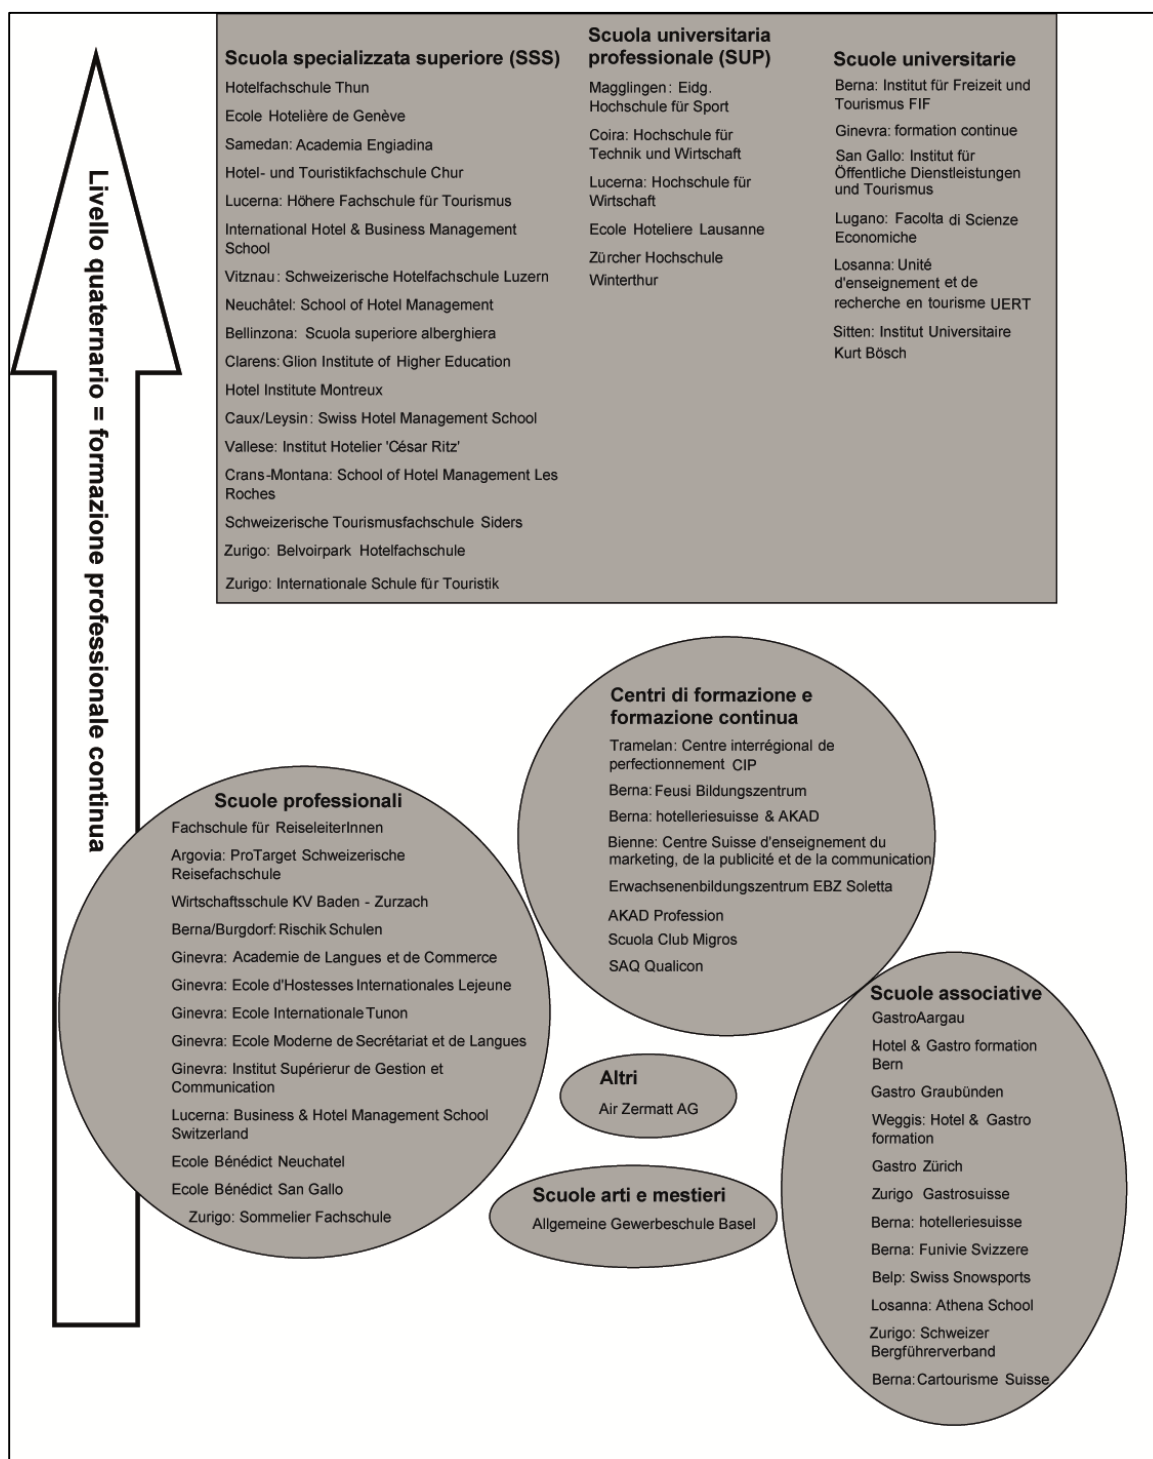 Livello quaternario = formazione professionale continua
Scuola specializzata superiore (SSS)
Hotelfachschule Thun
Ecole Hotelière de Genève
Samedan: Academia Engiadina
Hotel- und Touristikfachschule Chur
Lucerna: Höhere Fachschule für Tourismus
International Hotel & Business Management
School
Vitznau: Schweizerische Hotelfachschule Luzern
Neuchâtel: School of Hotel Management
Bellinzona: Scuola superiore alberghiera
Clarens: Glion Institute of Higher Education
Hotel Institute Montreux
Caux/Leysin: Swiss Hotel Management School
Vallese: Institut Hotelier 'César Ritz'
Crans-Montana: School of Hotel Management Les
Roches
Schweizerische Tourismusfachschule Siders
Zurigo: Belvoirpark Hotelfachschule
Zurigo: Internationale Schule für Touristik
Scuola universitaria
professionale (SUP)
Magglingen: Eidg.
Hochschule für Sport
Coira: Hochschule für
Technik und Wirtschaft
Lucerna: Hochschule für
Wirtschaft
Ecole Hoteliere Lausanne
Zürcher Hochschule
Winterthur
Scuole universitarie
Berna: Institut für Freizeit und
Tourismus FIF
Ginevra: formation continue
San Gallo: Institut für
Öffentliche Dienstleistungen
und Tourismus
Lugano: Facolta di Scienze
Economiche
Losanna: Unité
d'enseignement et de
recherche en tourisme UERT
Sitten: Institut Universitaire
Kurt Bösch
Centri di formazione e
formazione continua
Tramelan: Centre interrégional de
perfectionnement CIP
Berna: Feusi Bildungszentrum
Berna: hotelleriesuisse & AKAD
Bienne: Centre Suisse d'enseignement du
marketing, de la publicité et de la communication
Erwachsenenbildungszentrum EBZ Soletta
AKAD Profession
Scuola Club Migros
SAQ Qualicon
Scuole professionali
Fachschule für ReiseleiterInnen
Argovia: ProTarget Schweizerische
Reisefachschule
Wirtschaftsschule KV Baden - Zurzach
Berna/Burgdorf: Rischik Schulen
Ginevra: Academie de Langues et de Commerce
Ginevra: Ecole d'Hostesses Internationales Lejeune
Ginevra: Ecole Internationale Tunon
Ginevra: Ecole Moderne de Secrétariat et de Langues
Ginevra: Institut Supérierur de Gestion et
Communication
Lucerna: Business & Hotel Management School
Switzerland
Ecole Bénédict Neuchatel
Ecole Bénédict San Gallo
Zurigo: Sommelier Fachschule
Altri
Air Zermatt AG
Scuole arti e mestieri
Allgemeine Gewerbeschule Basel
Scuole associative
GastroAargau
Hotel & Gastro formation
Bern
Gastro Graubünden
Weggis: Hotel & Gastro
formation
Gastro Zürich
Zurigo Gastrosuisse
Berna: hotelleriesuisse
Berna: Funivie Svizzere
Belp: Swiss Snowsports
Losanna: Athena School
Zurigo: Schweizer
Bergführerverband
Berna: Cartourisme Suisse